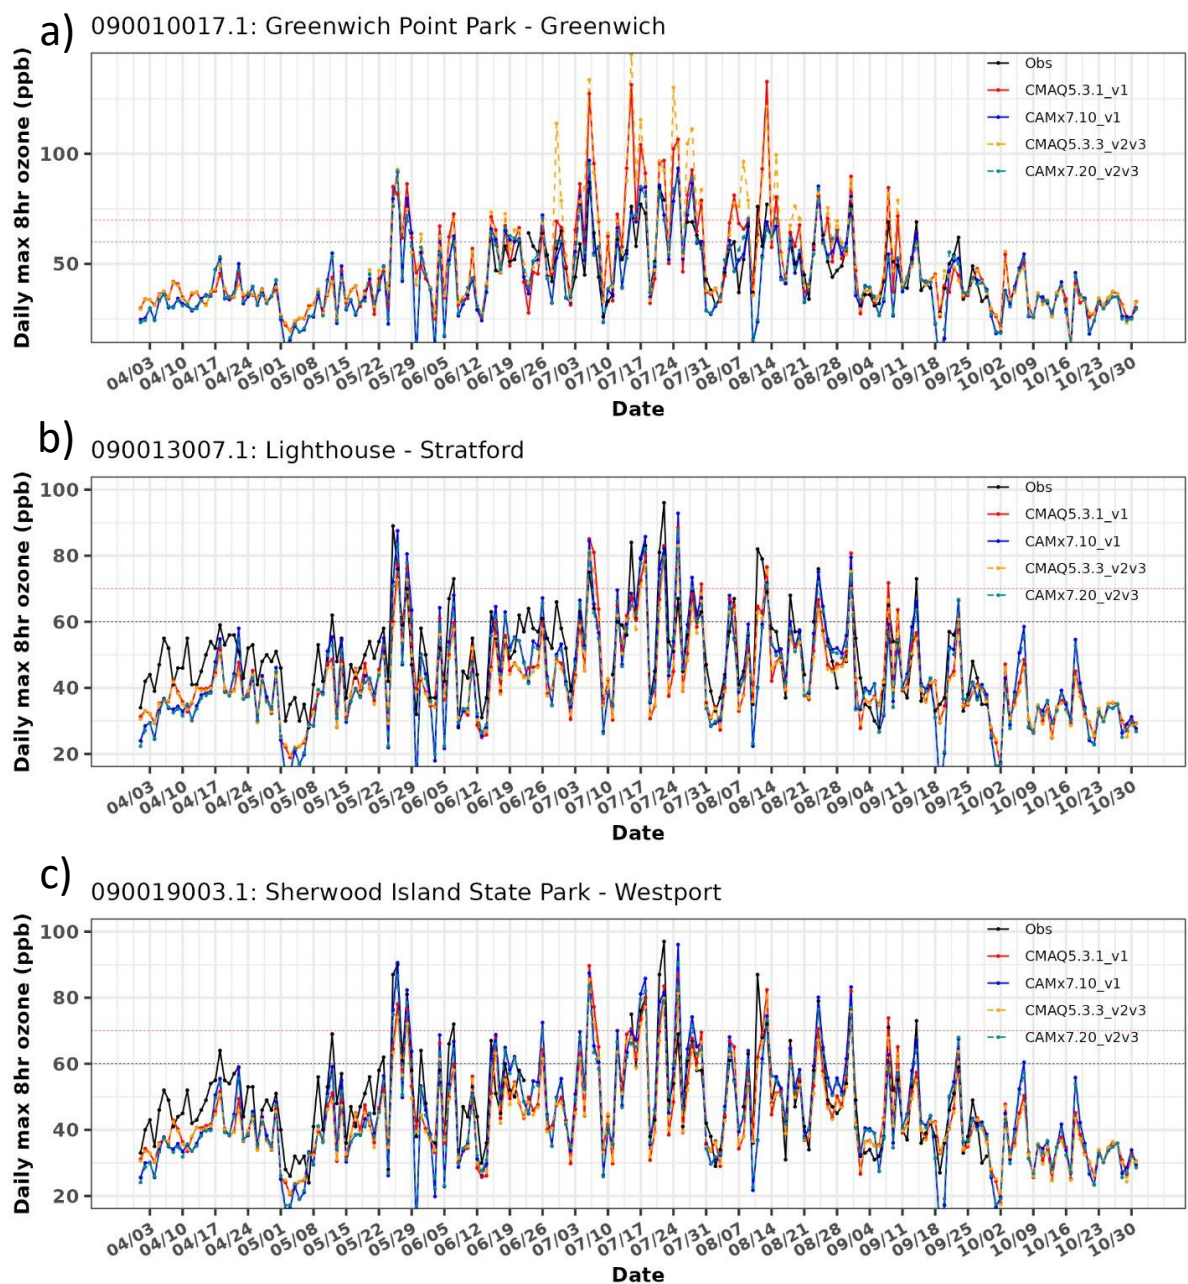 a) 090010017.1: Greenwich Point Park - Greenwich
Daily max 8hr ozone (ppb)
100
50
Obs
CMAQ5.3.1_v1
CAMx7.10_v1
CMAQ5.3.3_v2v3
CAMx7.20_v2v3
04/03 04/10 04/17 04/24 05/01 05/08 05/15 05/22 05/29 06/05 06/12 06/19 06/26 07/03 07/10 07/17 07/24 07/31 08/07 08/14 08/21 08/28 09/04 09/11 09/18 09/25 10/02 10/09 10/16 10/23 10/30
Date
b) 090013007.1: Lighthouse - Stratford
Daily max 8hr ozone (ppb)
100
80
60
40
20
Obs
CMAQ5.3.1_v1
CAMx7.10_v1
CMAQ5.3.3_v2v3
CAMx7.20_v2v3
04/03 04/10 04/17 04/24 05/01 05/08 05/15 05/22 05/29 06/05 06/12 06/19 06/26 07/03 07/10 07/17 07/24 07/31 08/07 08/14 08/21 08/28 09/04 09/11 09/18 09/25 10/02 10/09 10/16 10/23 10/30
Date
c) 090019003.1: Sherwood Island State Park - Westport
Daily max 8hr ozone (ppb)
100
80
60
40
20
Obs
CMAQ5.3.1_v1
CAMx7.10_v1
CMAQ5.3.3_v2v3
CAMx7.20_v2v3
04/03 04/10 04/17 04/24 05/01 05/08 05/15 05/22 05/29 06/05 06/12 06/19 06/26 07/03 07/10 07/17 07/24 07/31 08/07 08/14 08/21 08/28 09/04 09/11 09/18 09/25 10/02 10/09 10/16 10/23 10/30
Date